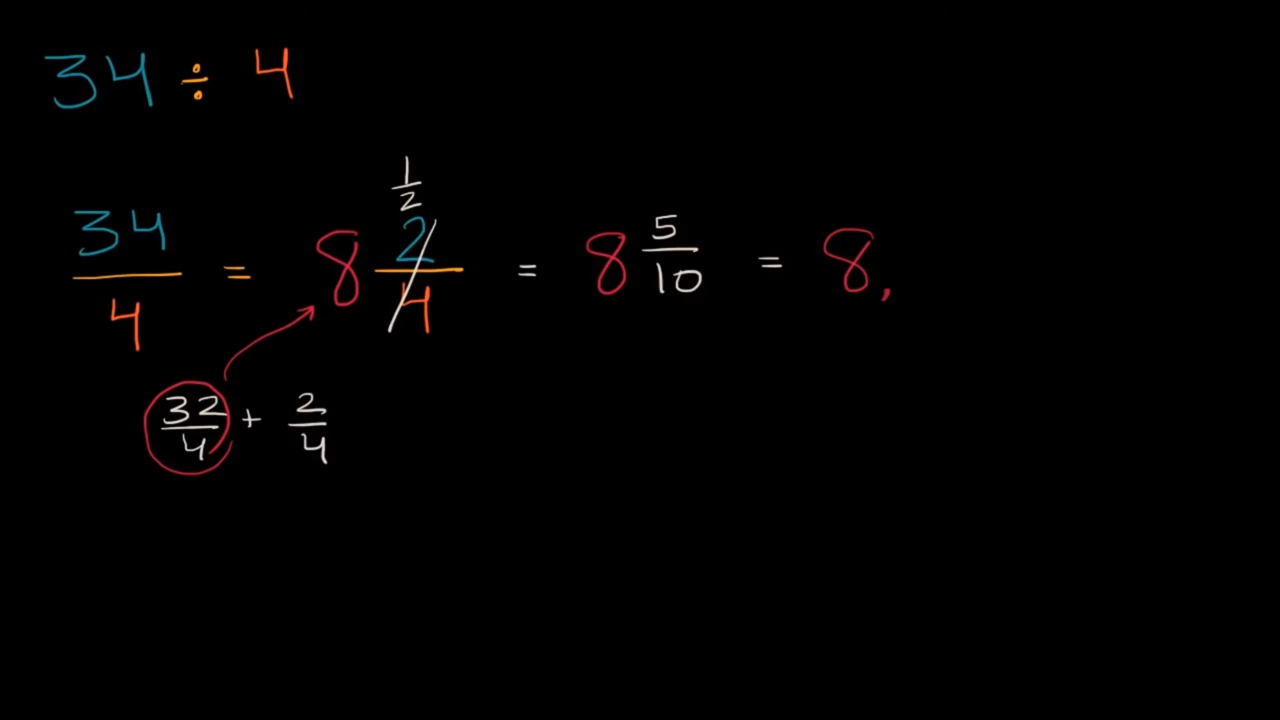 34 ÷ 4
34/4 = 8 2/4 1/2 = 8 5/10 = 8,
32/4 + 2/4